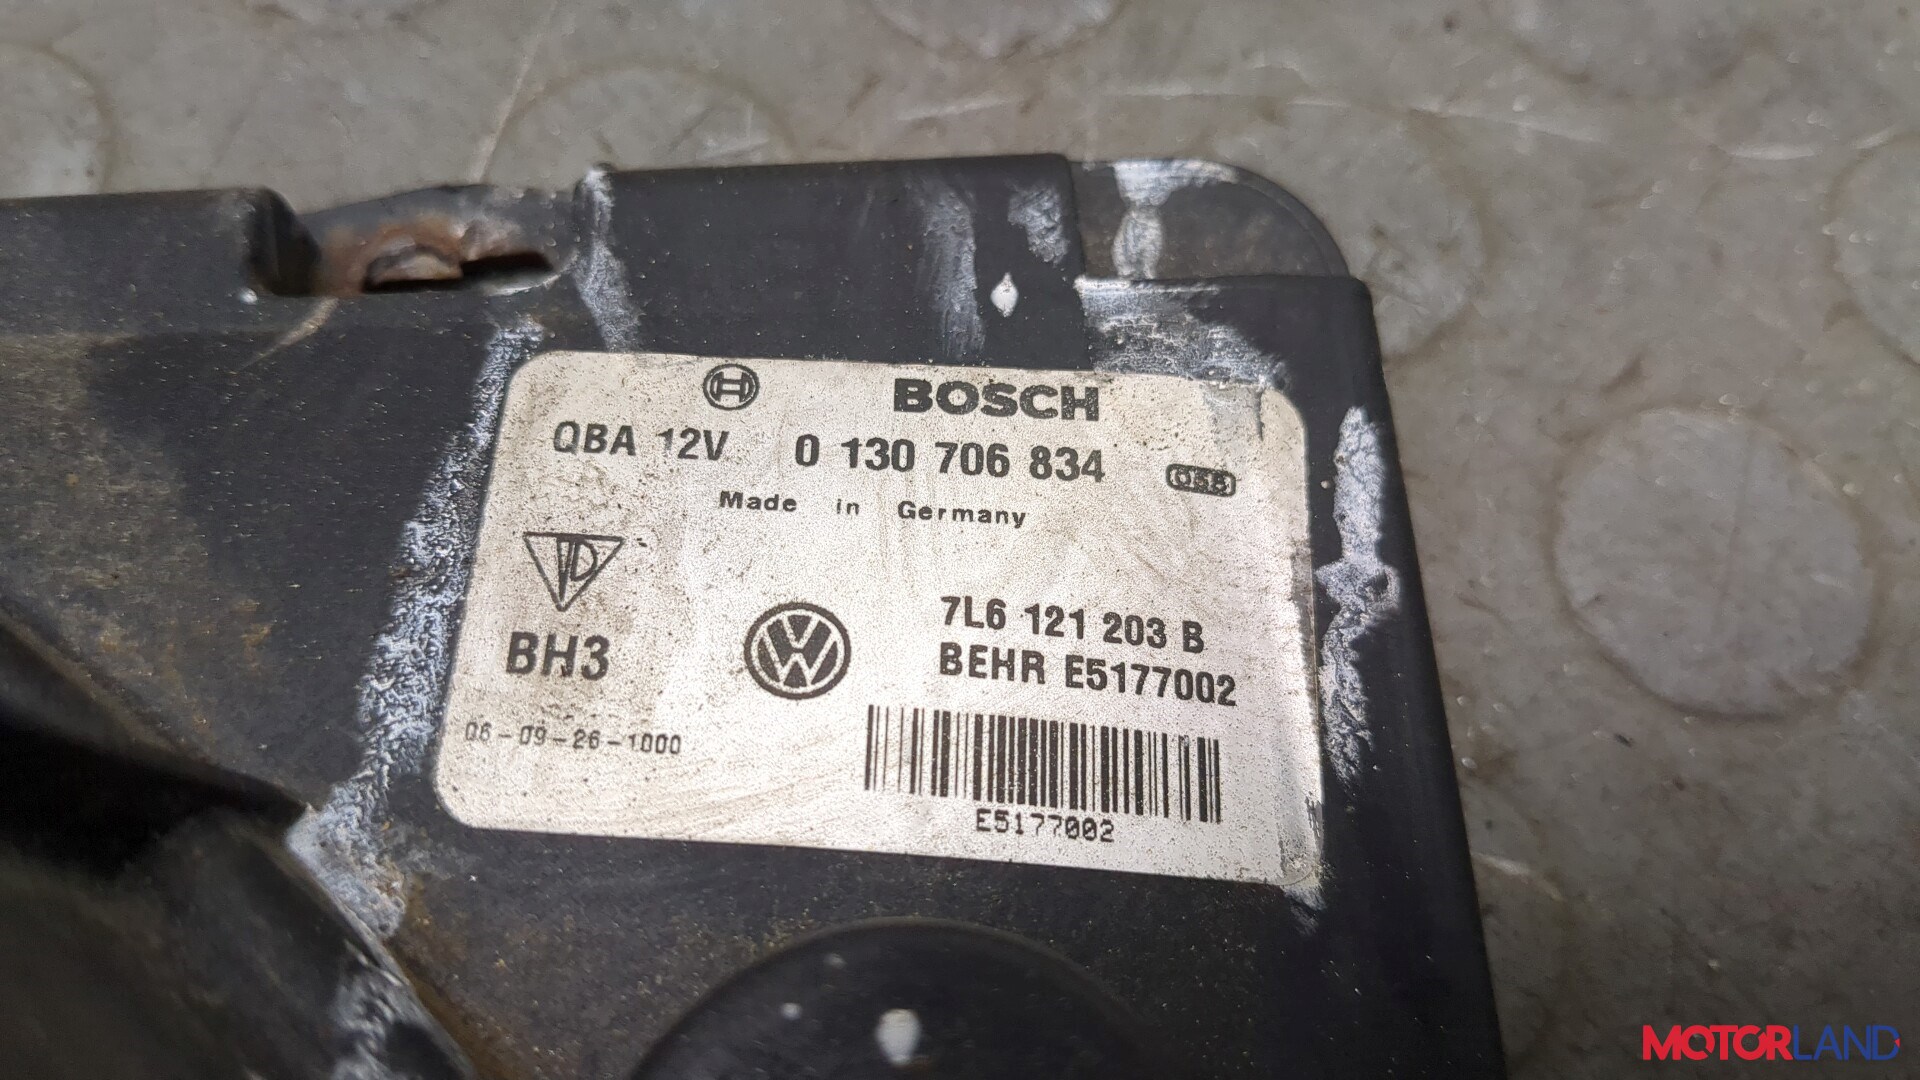 BOSCH
QBA 12V 0 130 706 834
Made in Germany
7L6 121 203 B
BH3
BEHR E5177002
06-09-26-1000
E5177002
MOTORLAND